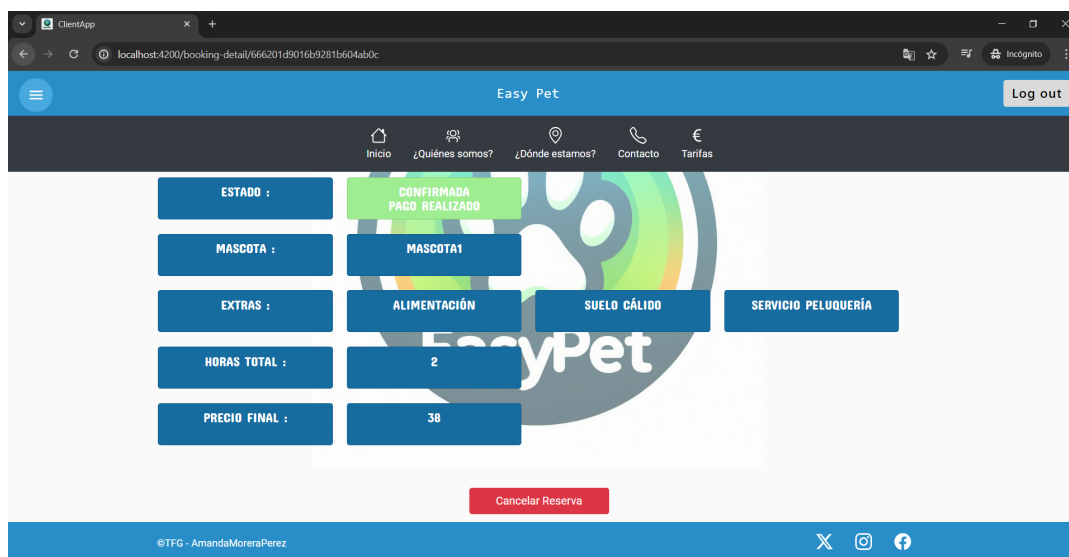 ClientApp
localhost:4200/booking-detail/666201d9016b9281b604ab0c
Incógnito
Easy Pet
Log out
Inicio
¿Quiénes somos?
¿Dónde estamos?
Contacto
€
Tarifas
ESTADO :
CONFIRMADA
PAGO REALIZADO
MASCOTA :
MASCOTA1
EXTRAS :
ALIMENTACIÓN
SUELO CÁLIDO
SERVICIO PELUQUERÍA
EasyPet
HORAS TOTAL :
2
PRECIO FINAL :
38
Cancelar Reserva
©TFG - AmandaMoreraPerez